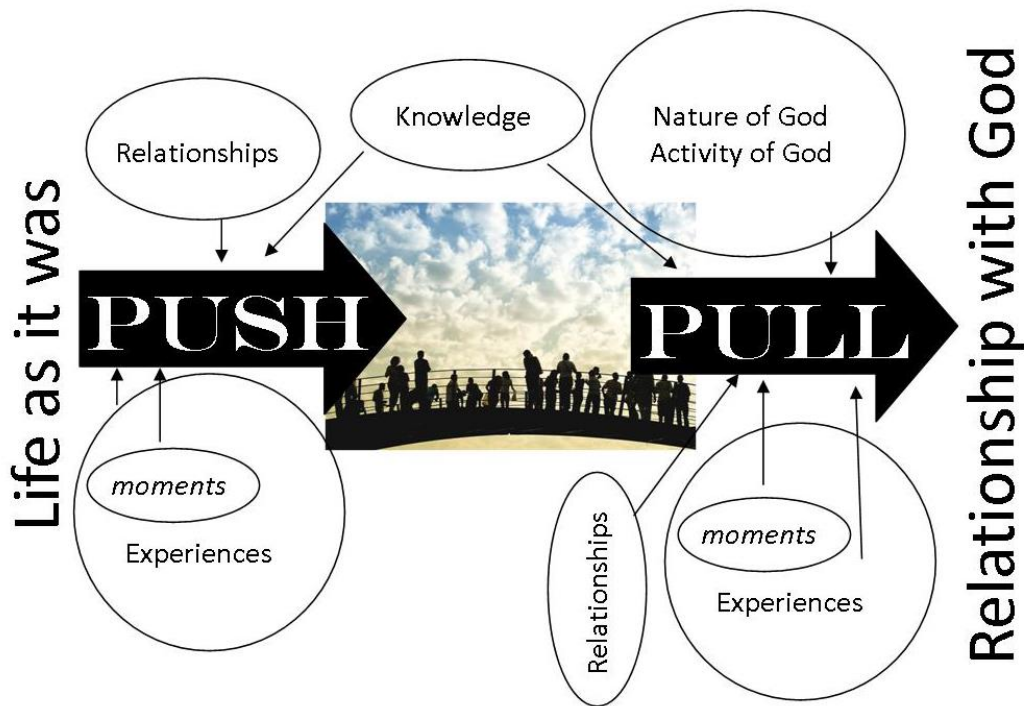 Life as it was
Relationships
Knowledge
Nature of God
Activity of God
PUSH
PULL
moments
Experiences
Relationships
moments
Experiences
Relationship with God